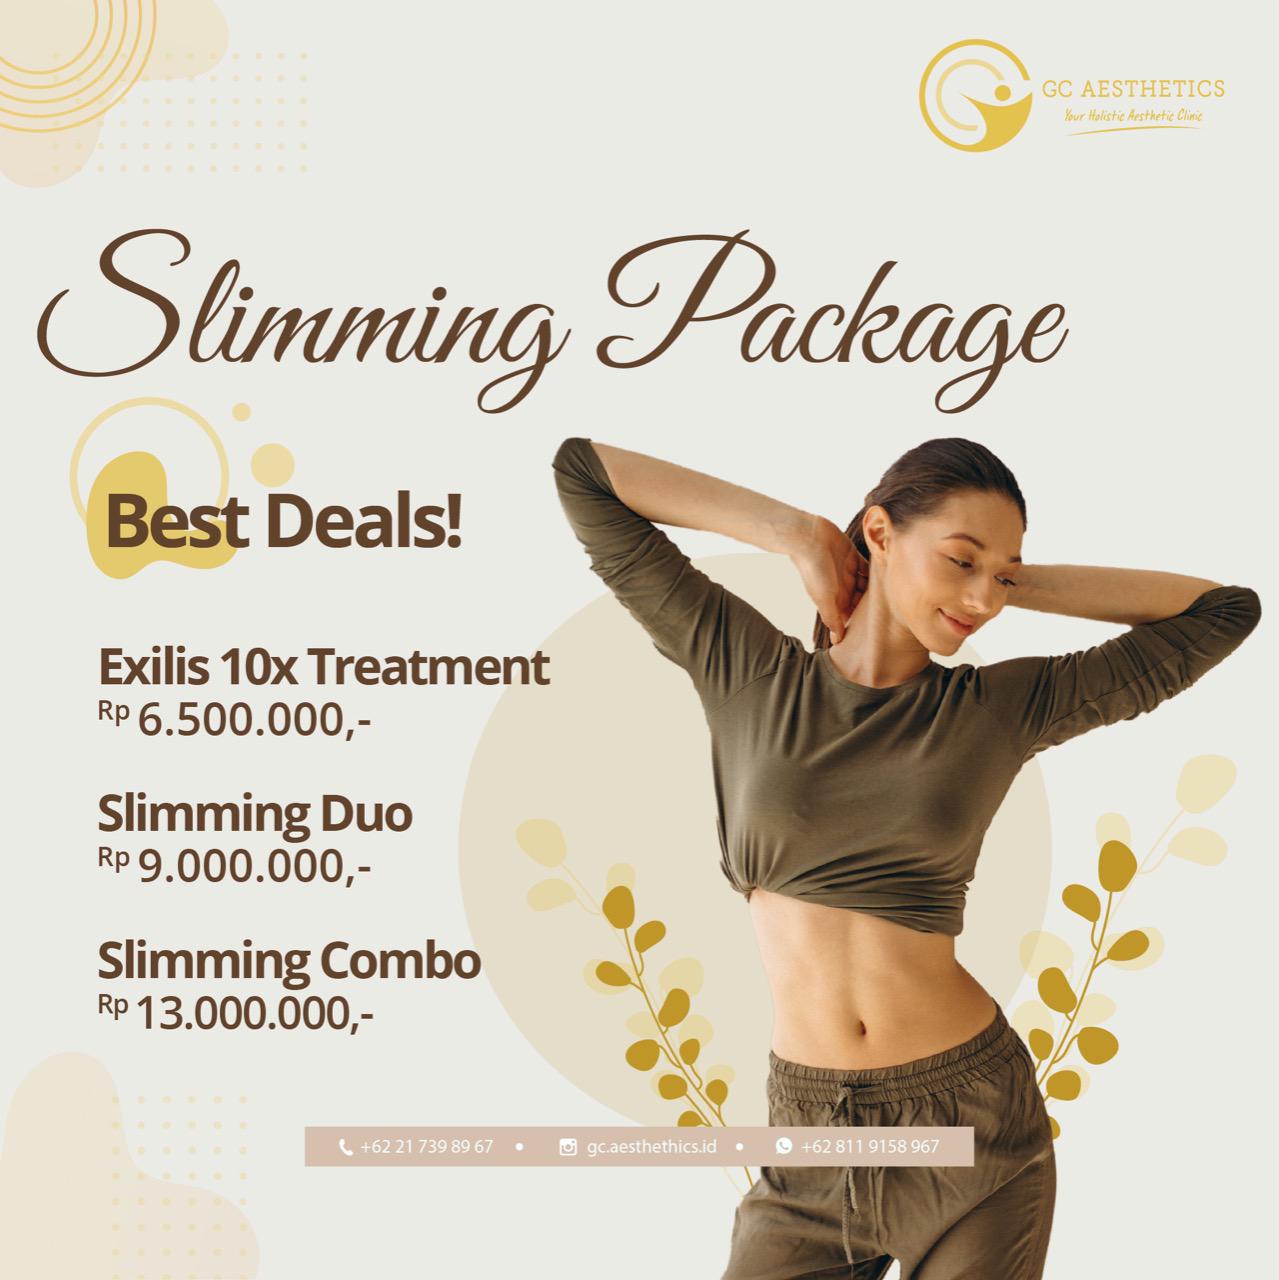 GC AESTHETICS
Your Holistic Aesthetic Clinic
Slimming Package
Best Deals!
Exilis 10x Treatment
Rp 6.500.000,-
Slimming Duo
Rp 9.000.000,-
Slimming Combo
Rp 13.000.000,-
+62 21 739 89 67 • gc.aesthethics.id • +62 811 9158 967